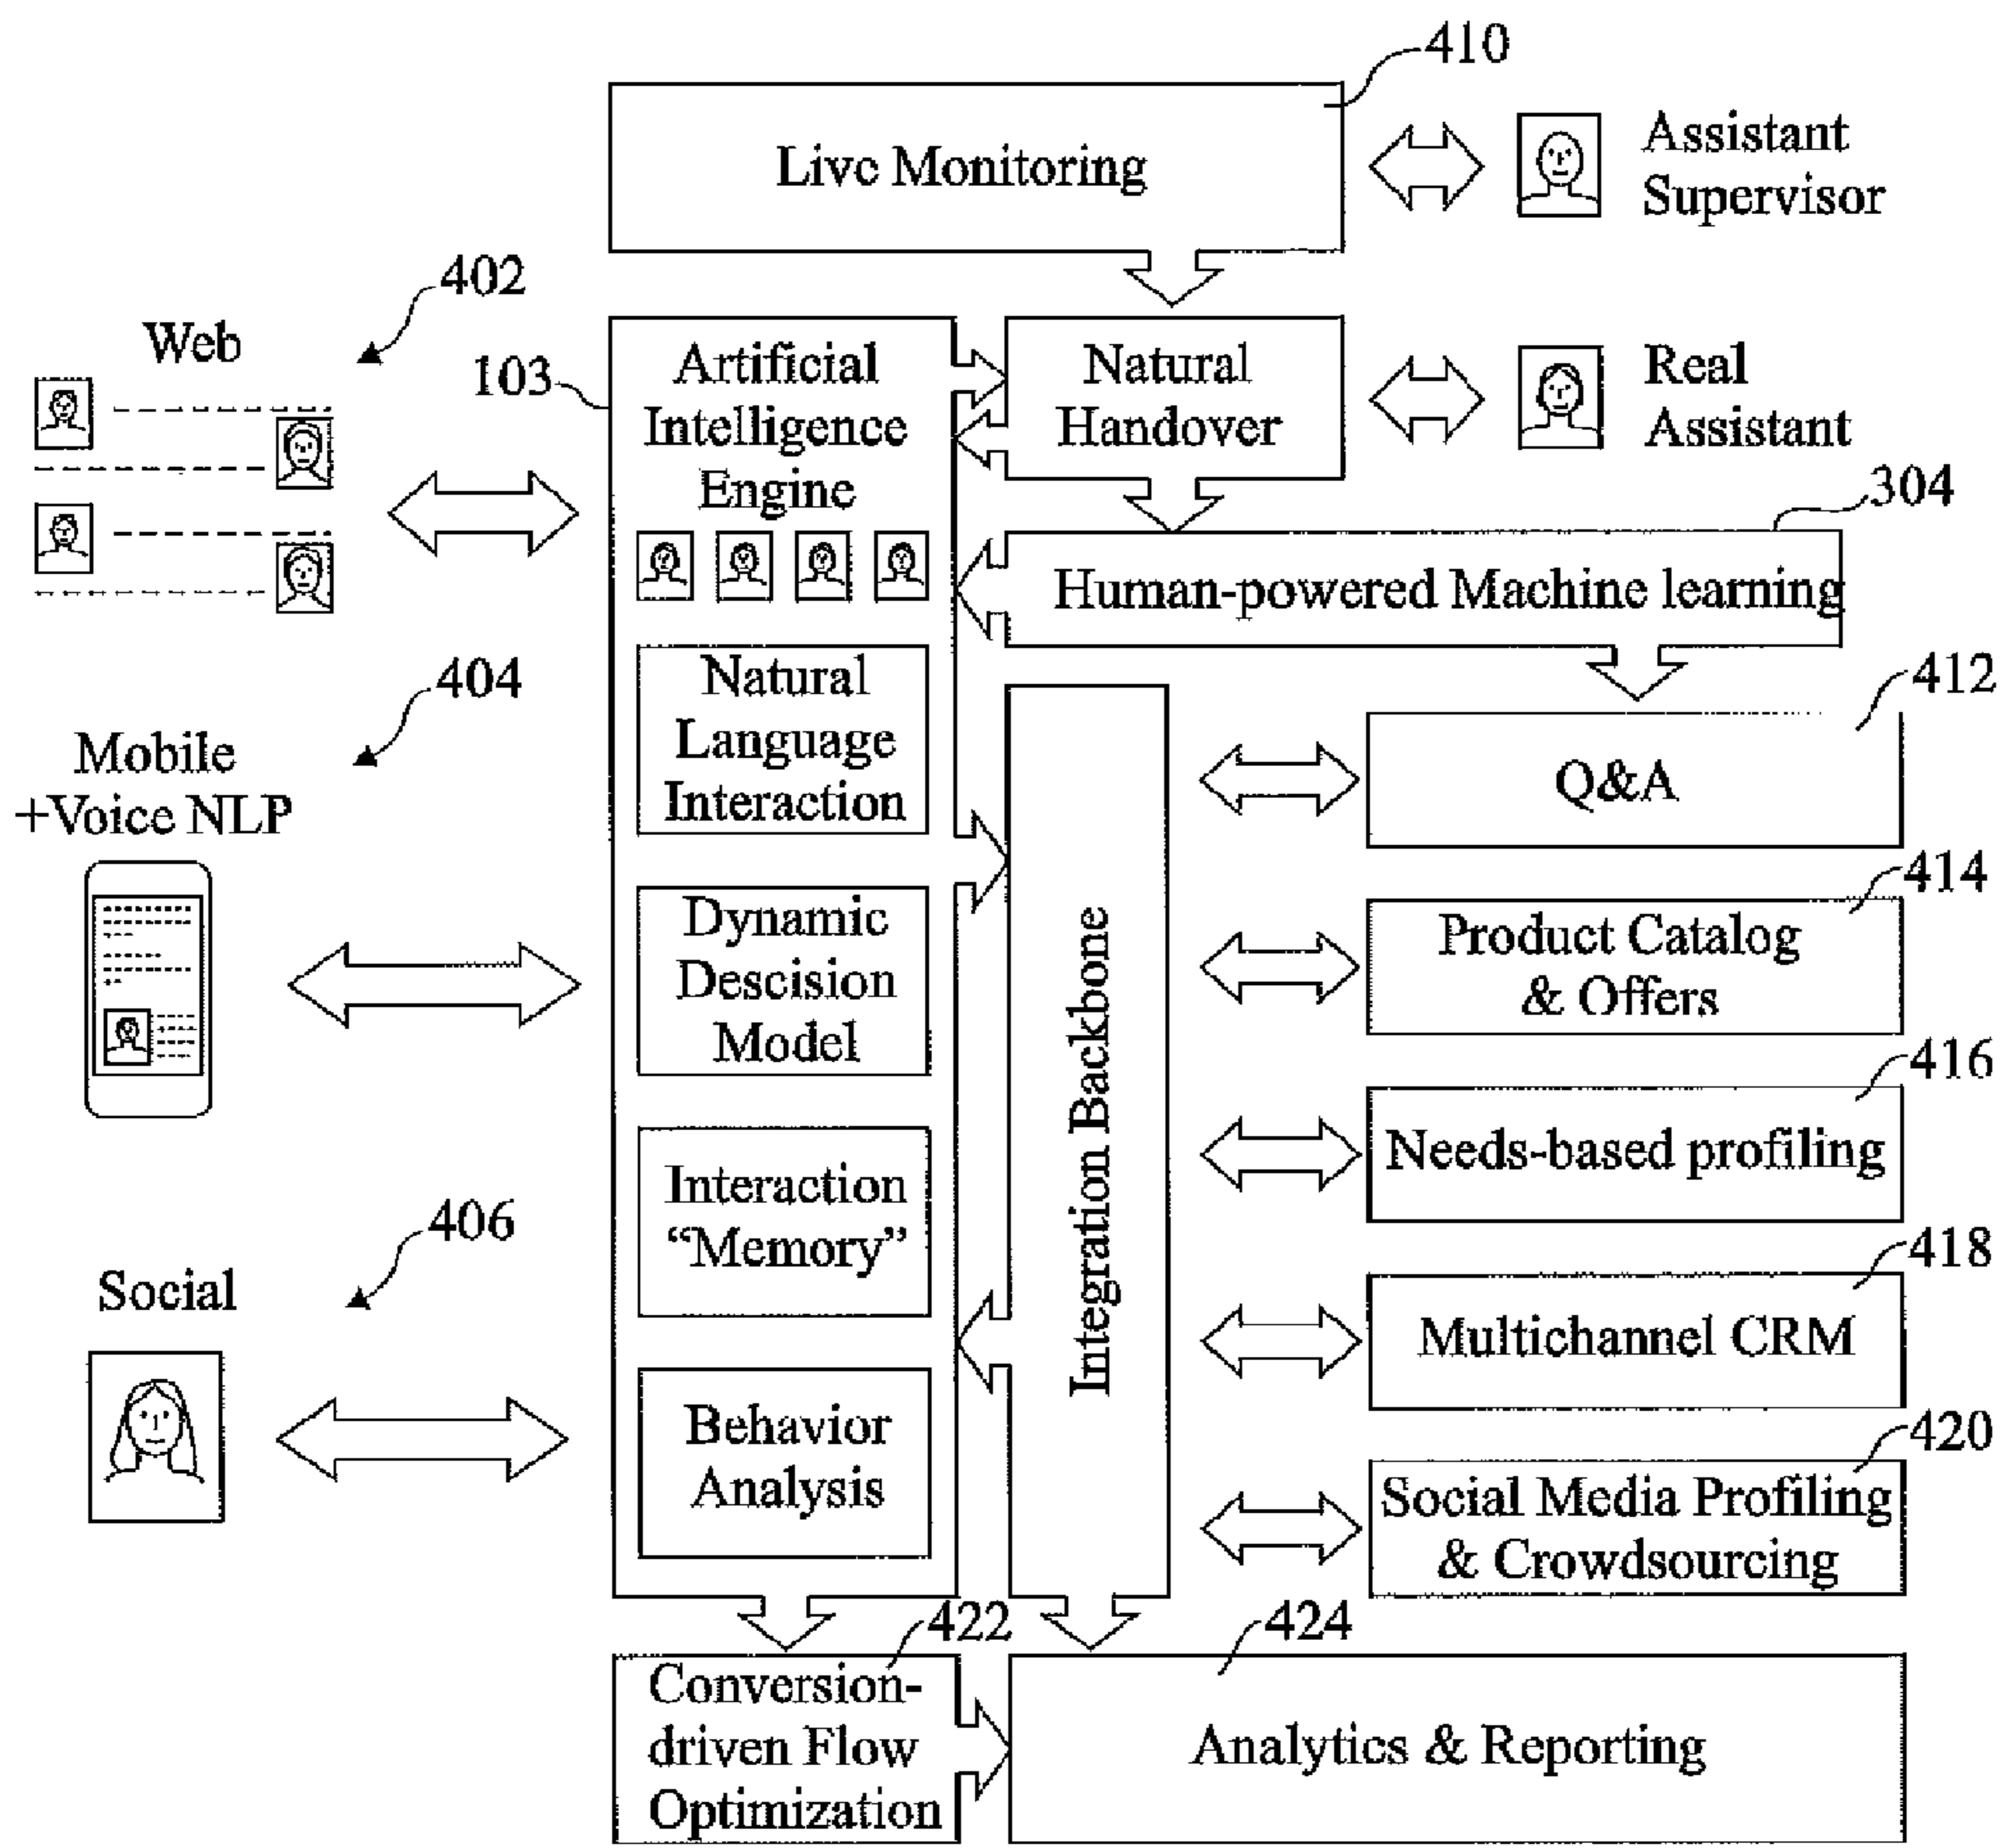 410
Live Monitoring
Assistant
Supervisor
402
Web
103
Artificial
Intelligence
Engine
Natural
Handover
Real
Assistant
304
Human-powered Machine learning
404
Mobile
+Voice NLP
Natural
Language
Interaction
Dynamic
Descision
Model
Interaction
“Memory”
Behavior
Analysis
406
Social
Integration Backbone
412
Q&A
414
Product Catalog
& Offers
416
Needs-based profiling
418
Multichannel CRM
420
Social Media Profiling
& Crowdsourcing
422
Conversion-
driven Flow
Optimization
424
Analytics & Reporting